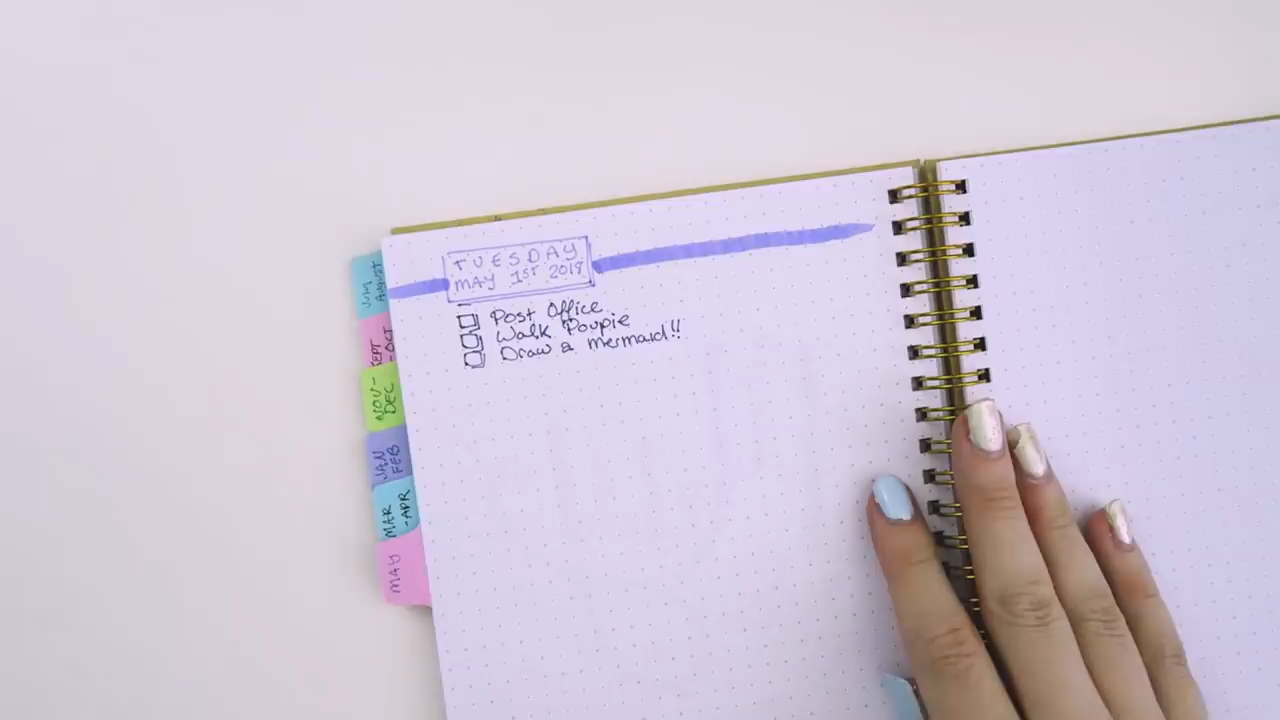 TUESDAY
MAY 1ST 2018
Post Office
Walk Poupie
Draw a mermaid!!
JULY
AUGUST
SEPT
-OCT
NOV-
DEC
JAN
FEB
MAR
-APR
MAY